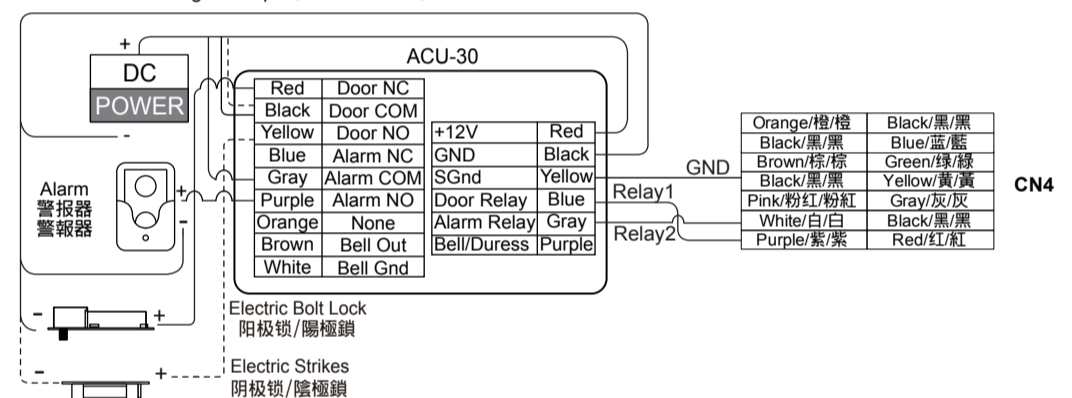 ACU-30
+
DC
POWER
-
Red Door NC
Black Door COM
Yellow Door NO
Blue Alarm NC
Gray Alarm COM
Purple Alarm NO
Orange None
Brown Bell Out
White Bell Gnd
+12V Red
GND Black
SGnd Yellow
Door Relay Blue
Alarm Relay Gray
Bell/Duress Purple
GND
Relay1
Relay2
Orange/橙/橙 Black/黑/黑
Black/黑/黑 Blue/蓝/藍
Brown/棕/棕 Green/绿/綠
Black/黑/黑 Yellow/黄/黃
Pink/粉红/粉紅 Gray/灰/灰
White/白/白 Black/黑/黑
Purple/紫/紫 Red/红/紅
CN4
Alarm
警报器
警報器
+
-
- +
Electric Bolt Lock
阳极锁/陽極鎖
- +
Electric Strikes
阴极锁/陰極鎖